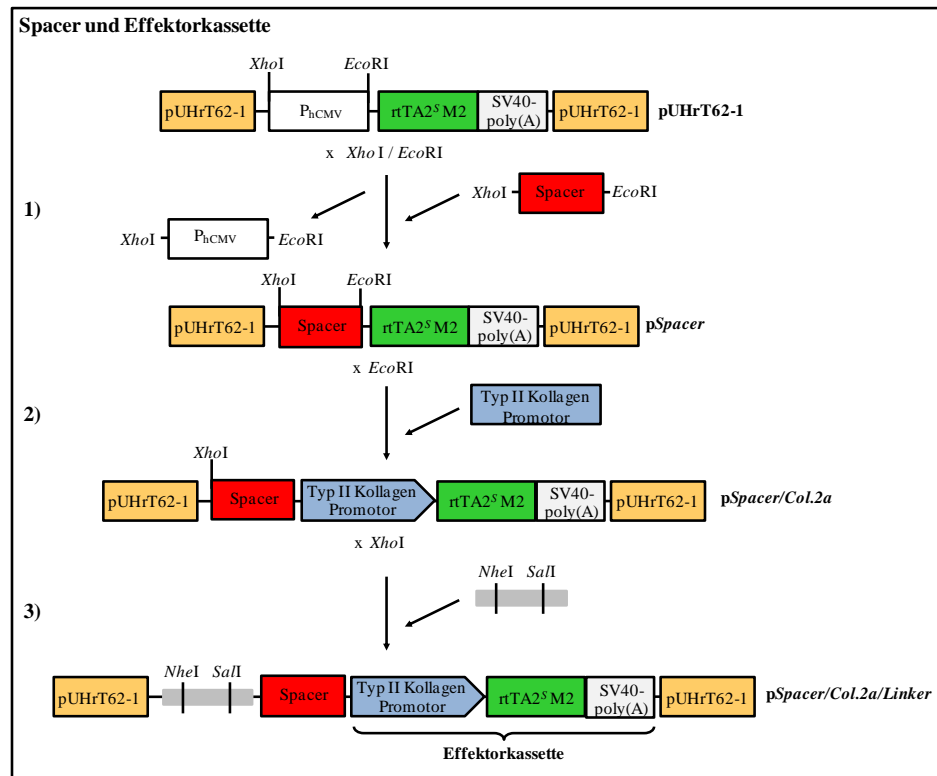 Spacer und Effektorkassette
XhoI EcoRI
pUHrT62-1 PhCMV rtTA2S M2 SV40-poly(A) pUHrT62-1 pUHrT62-1
x XhoI / EcoRI
1)
XhoI Spacer EcoRI
XhoI PhCMV EcoRI
XhoI EcoRI
pUHrT62-1 Spacer rtTA2S M2 SV40-poly(A) pUHrT62-1 pSpacer
x EcoRI
2)
Typ II Kollagen
Promotor
XhoI
pUHrT62-1 Spacer Typ II Kollagen Promotor rtTA2S M2 SV40-poly(A) pUHrT62-1 pSpacer/Col.2a
x XhoI
NheI SalI
3)
NheI SalI
pUHrT62-1 Spacer Typ II Kollagen Promotor rtTA2S M2 SV40-poly(A) pUHrT62-1 pSpacer/Col.2a/Linker
Effektorkassette